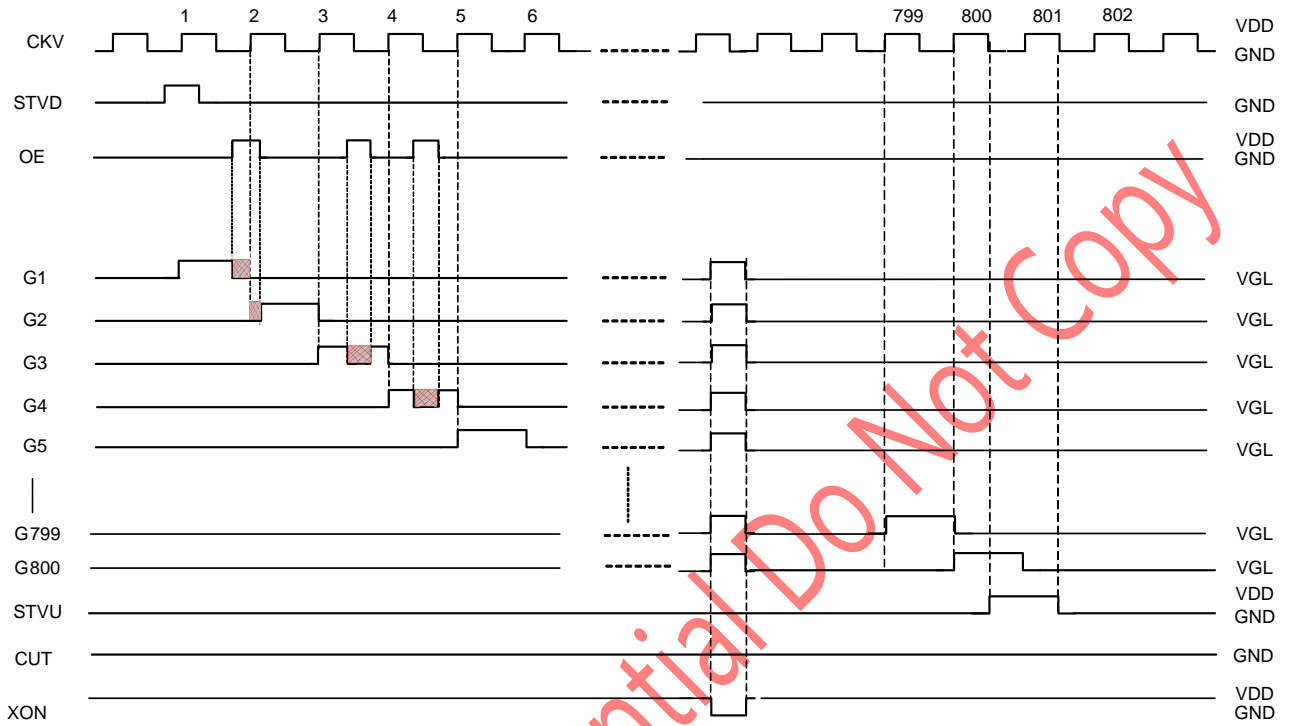 1 2 3 4 5 6 799 800 801 802
CKV VDD
GND
STVD GND
OE VDD
GND
G1 VGL
G2 VGL
G3 VGL
G4 VGL
G5 VGL
G799 VGL
G800 VGL
STVU VDD
GND
CUT GND
XON VDD
GND
ntial Do Not Copy